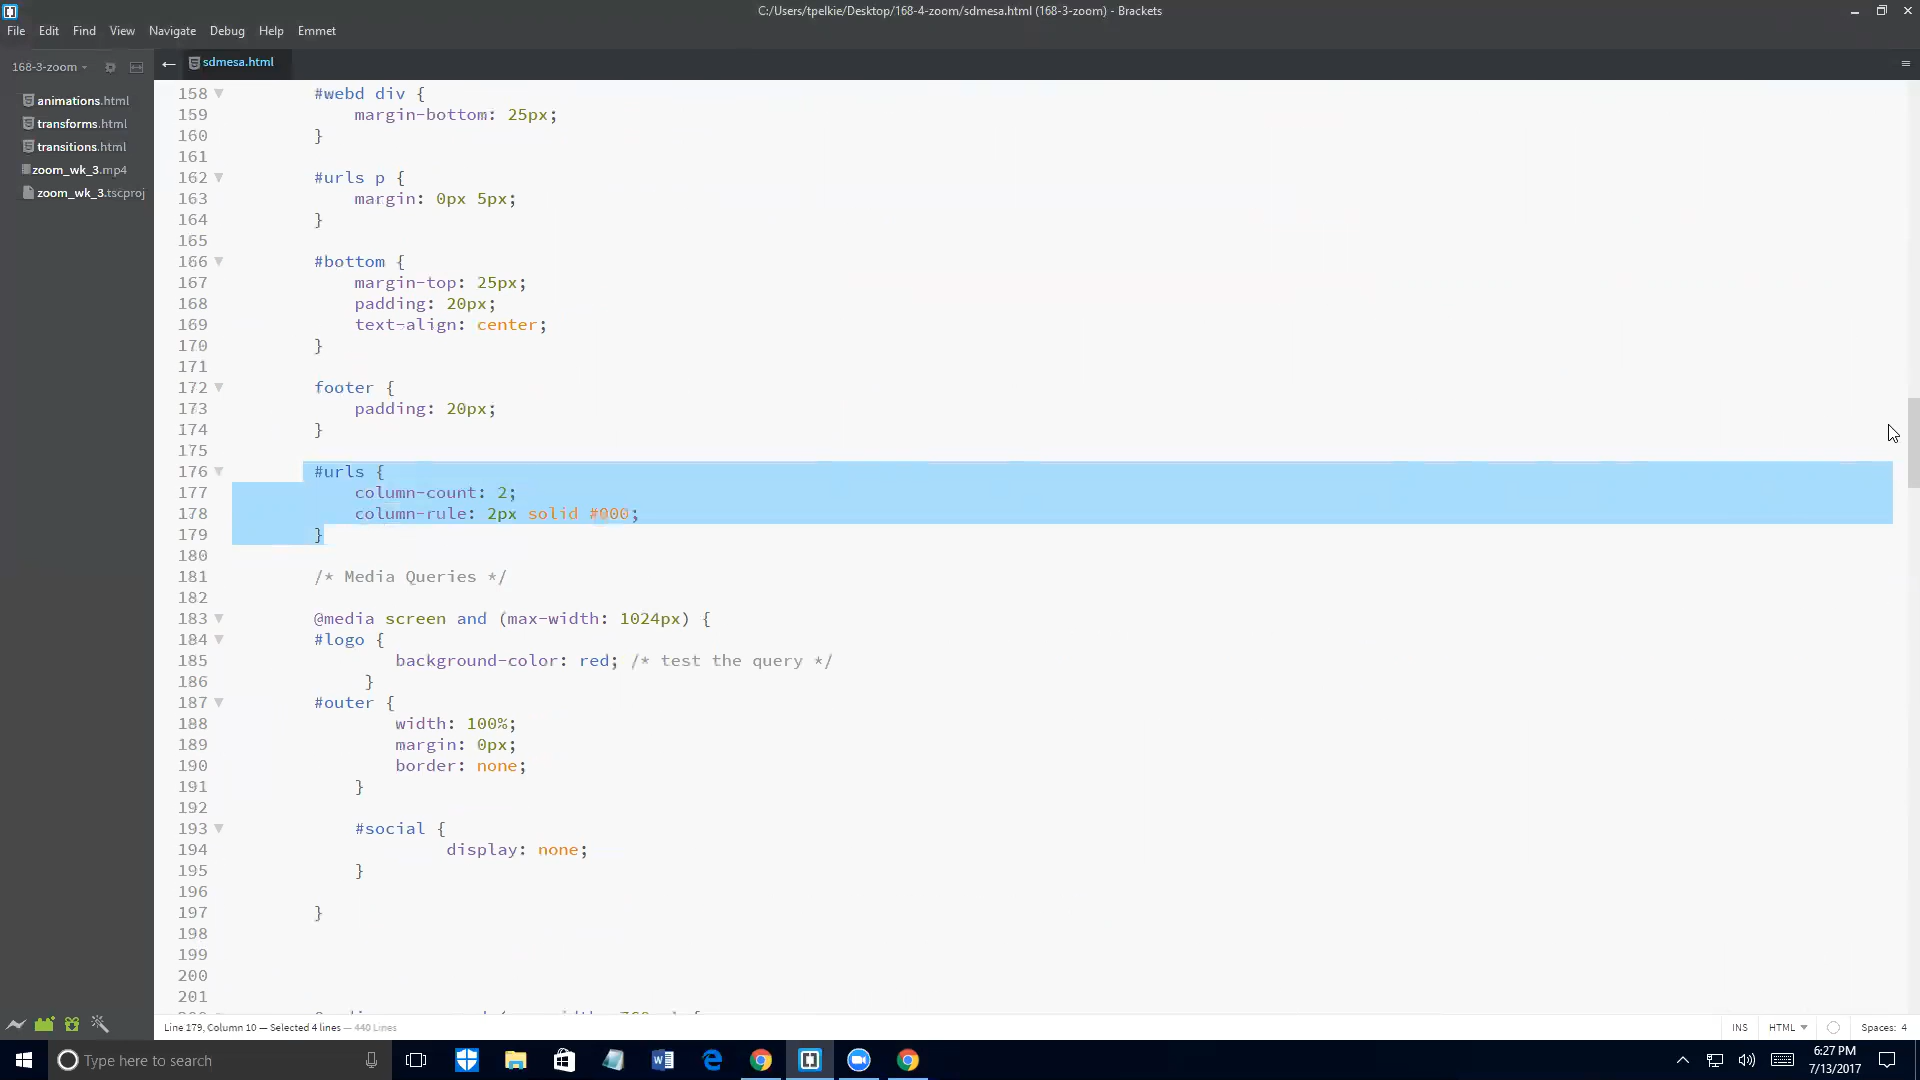 C:/Users/tpelkie/Desktop/168-4-zoom/sdmesa.html (168-3-zoom) - Brackets
File Edit Find View Navigate Debug Help Emmet
168-3-zoom
sdmesa.html
animations.html
transforms.html
transitions.html
zoom_wk_3.mp4
zoom_wk_3.tscproj
158 #webd div {
159 margin-bottom: 25px;
160 }
161
162 #urls p {
163 margin: 0px 5px;
164 }
165
166 #bottom {
167 margin-top: 25px;
168 padding: 20px;
169 text-align: center;
170 }
171
172 footer {
173 padding: 20px;
174 }
175
176 #urls {
177 column-count: 2;
178 column-rule: 2px solid #000;
179 }
180
181 /* Media Queries */
182
183 @media screen and (max-width: 1024px) {
184 #logo {
185 background-color: red; /* test the query */
186 }
187 #outer {
188 width: 100%;
189 margin: 0px;
190 border: none;
191 }
192
193 #social {
194 display: none;
195 }
196
197 }
198
199
200
201
Line 179, Column 10 — Selected 4 lines — 440 Lines
INS HTML Spaces: 4
Type here to search
6:27 PM
7/13/2017